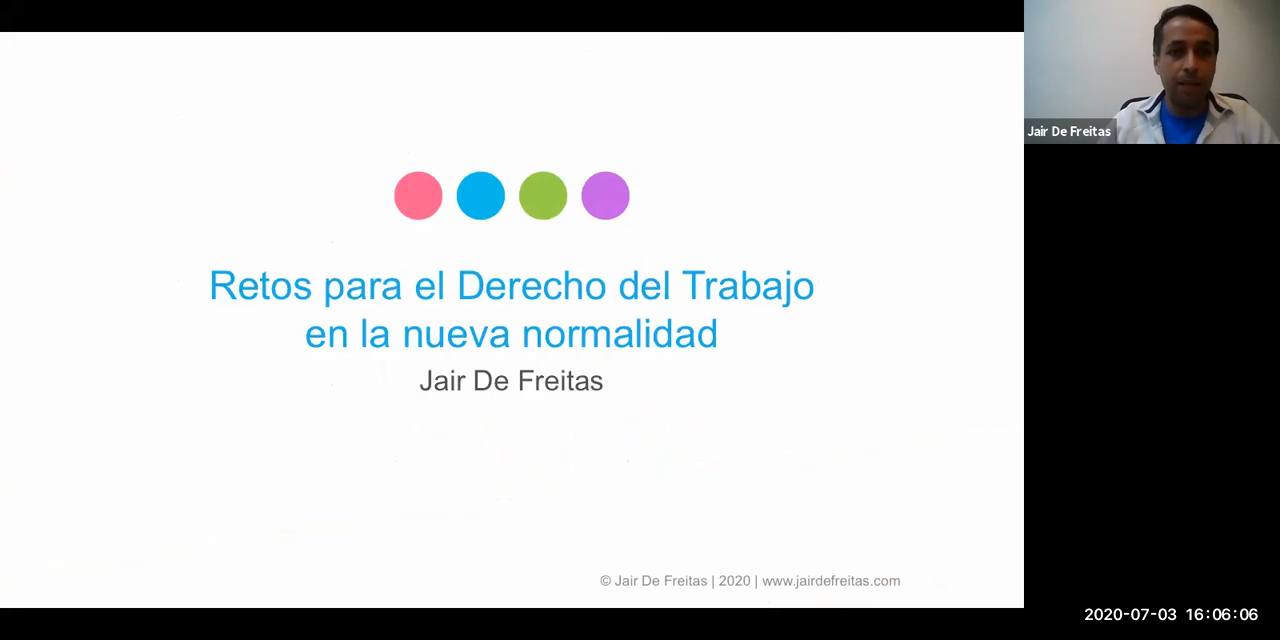 Jair De Freitas
Retos para el Derecho del Trabajo
en la nueva normalidad
Jair De Freitas
© Jair De Freitas | 2020 | www.jairdefreitas.com
2020-07-03 16:06:06